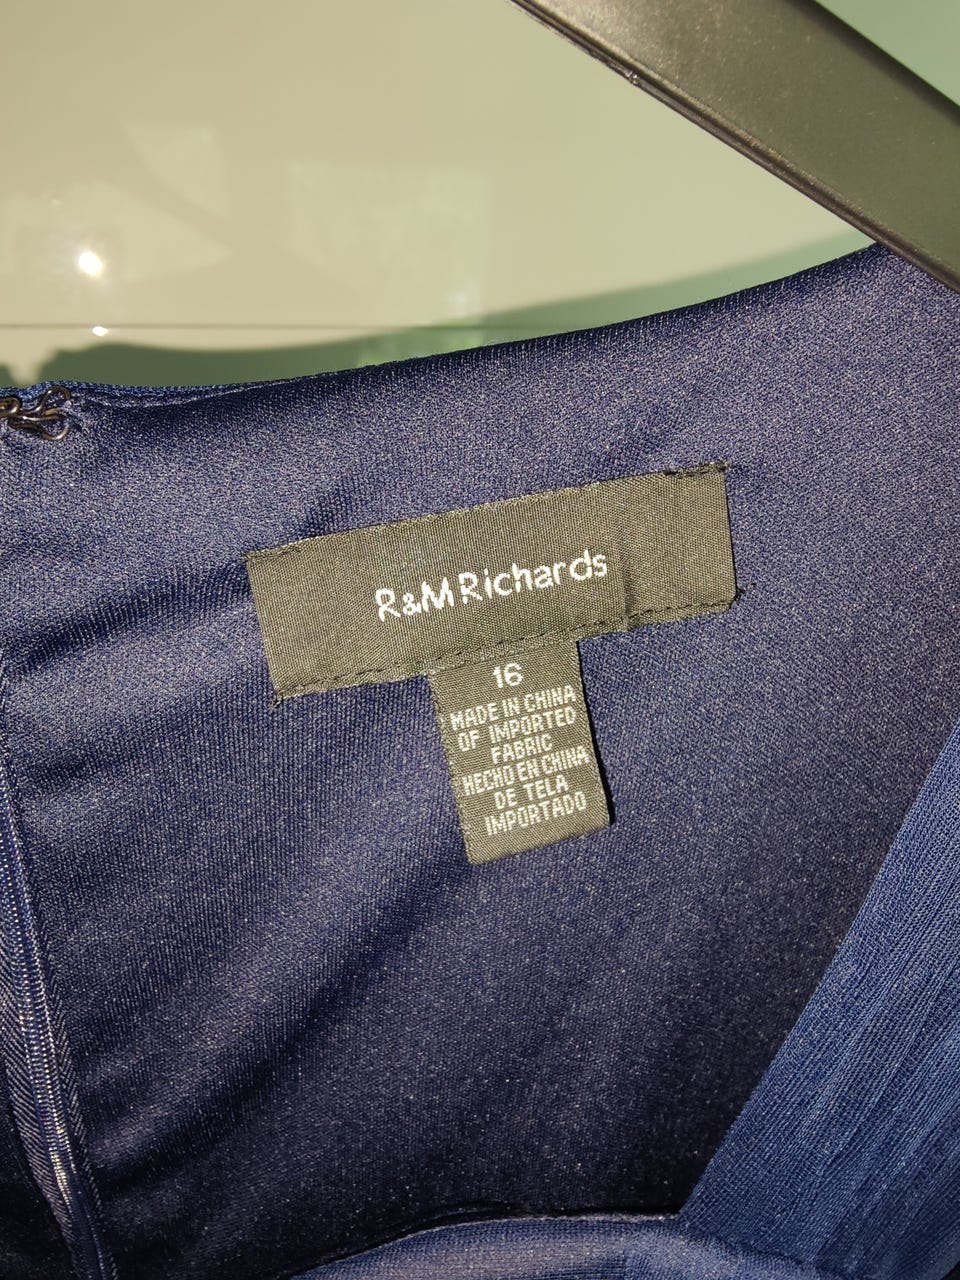 R&M Richards
16
MADE IN CHINA
OF IMPORTED
FABRIC
HECHO EN CHINA
DE TELA
IMPORTADO